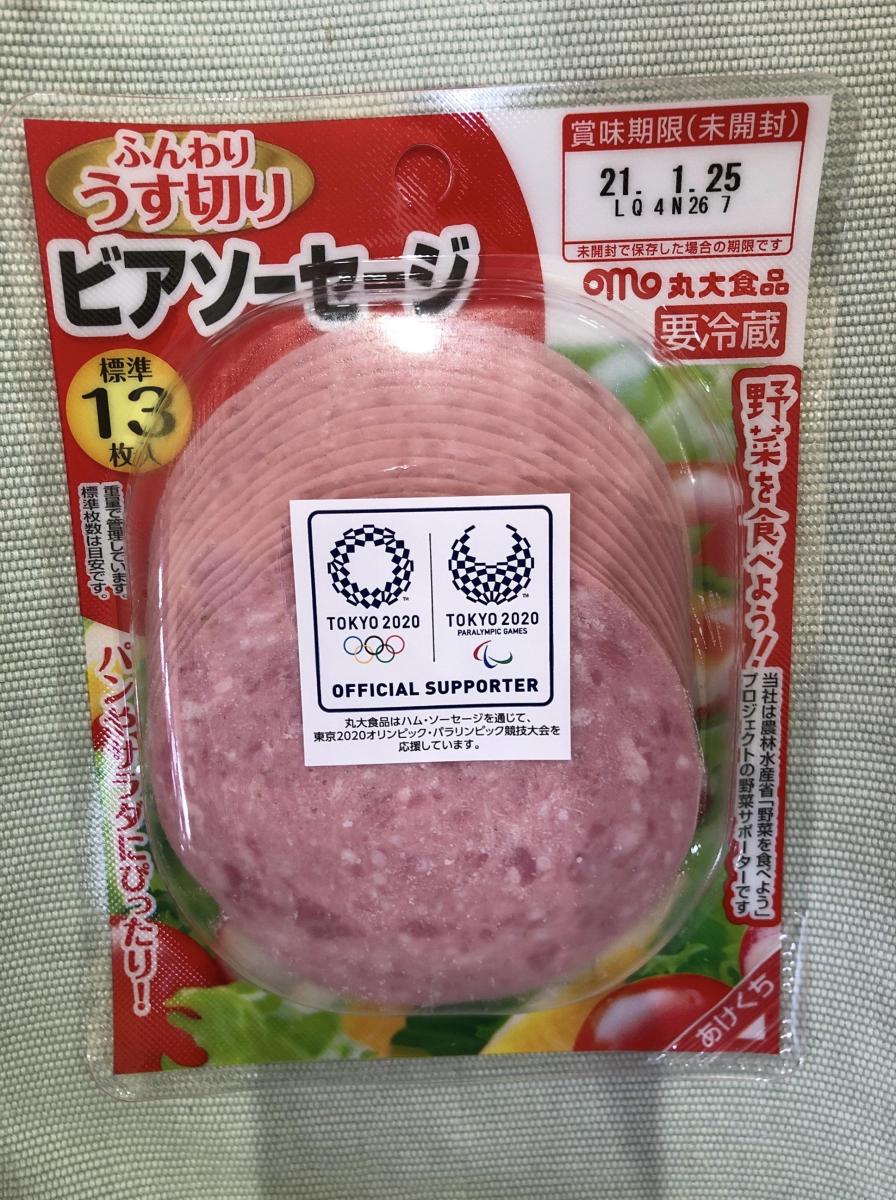 ふんわり
うす切り
ビアソーセージ
標準
13
枚入
重量で管理しています。
標準枚数は目安です。
パンやサラダにぴったり！
賞味期限(未開封)
21. 1.25
LQ 4N26 7
未開封で保存した場合の期限です
丸大食品
要冷蔵
野菜を食べよう！
当社は農林水産省「野菜を食べよう」
プロジェクトの野菜サポーターです
TOKYO 2020
TM
TOKYO 2020
PARALYMPIC GAMES
TM
OFFICIAL SUPPORTER
丸大食品はハム・ソーセージを通じて、
東京2020オリンピック・パラリンピック競技大会を
応援しています。
あけくち